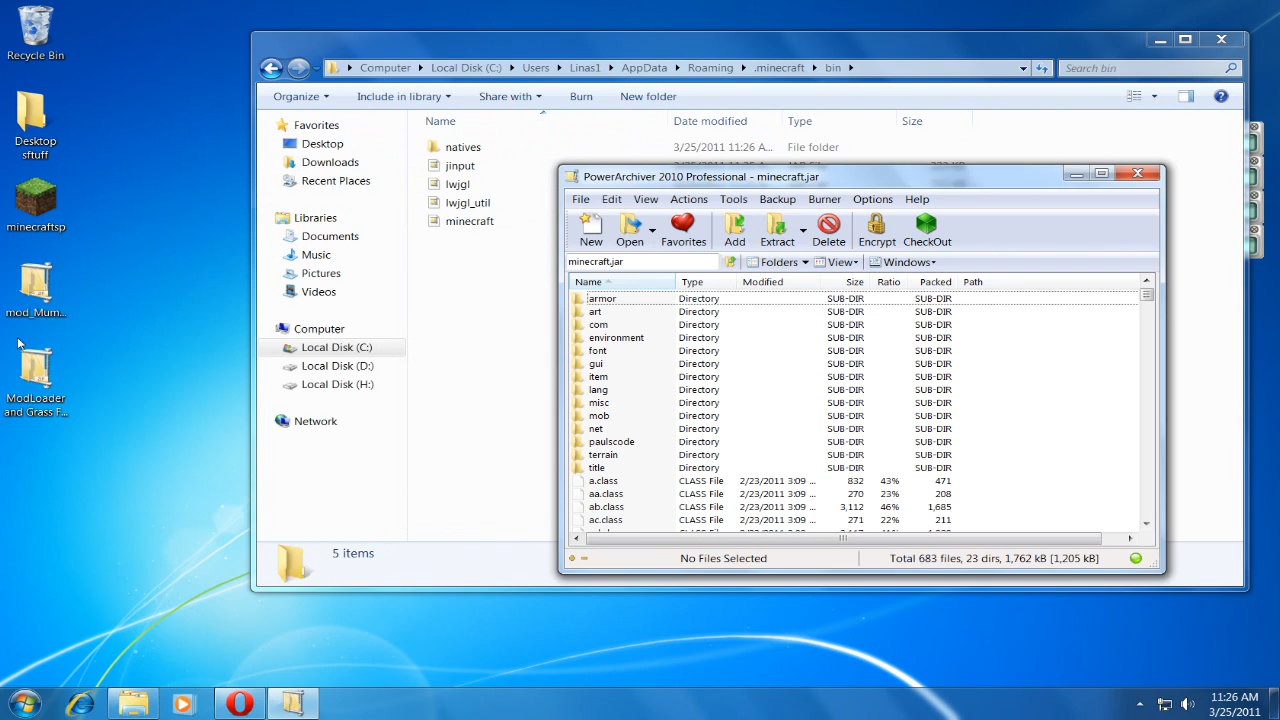 Recycle Bin
Desktop
sftuff
minecraftsp
mod_Mum...
ModLoader
and Grass F...
Computer
Local Disk (C:)
Users
Linas1
AppData
Roaming
.minecraft
bin
Search bin
Organize
Include in library
Share with
Burn
New folder
Favorites
Desktop
Downloads
Recent Places
Libraries
Documents
Music
Pictures
Videos
Computer
Local Disk (C:)
Local Disk (D:)
Local Disk (H:)
Network
Name
Date modified
Type
Size
natives
3/25/2011 11:26 A...
File folder
jinput
lwjgl
lwjgl_util
minecraft
5 items
PowerArchiver 2010 Professional - minecraft.jar
File Edit View Actions Tools Backup Burner Options Help
New Open Favorites Add Extract Delete Encrypt CheckOut
minecraft.jar
Folders View Windows
Name Type Modified Size Ratio Packed Path
armor Directory SUB-DIR SUB-DIR
art Directory SUB-DIR SUB-DIR
com Directory SUB-DIR SUB-DIR
environment Directory SUB-DIR SUB-DIR
font Directory SUB-DIR SUB-DIR
gui Directory SUB-DIR SUB-DIR
item Directory SUB-DIR SUB-DIR
lang Directory SUB-DIR SUB-DIR
misc Directory SUB-DIR SUB-DIR
mob Directory SUB-DIR SUB-DIR
net Directory SUB-DIR SUB-DIR
paulscode Directory SUB-DIR SUB-DIR
terrain Directory SUB-DIR SUB-DIR
title Directory SUB-DIR SUB-DIR
a.class CLASS File 2/23/2011 3:09 ... 832 43% 471
aa.class CLASS File 2/23/2011 3:09 ... 270 23% 208
ab.class CLASS File 2/23/2011 3:09 ... 3,112 46% 1,685
ac.class CLASS File 2/23/2011 3:09 ... 271 22% 211
No Files Selected
Total 683 files, 23 dirs, 1,762 kB [1,205 kB]
11:26 AM
3/25/2011